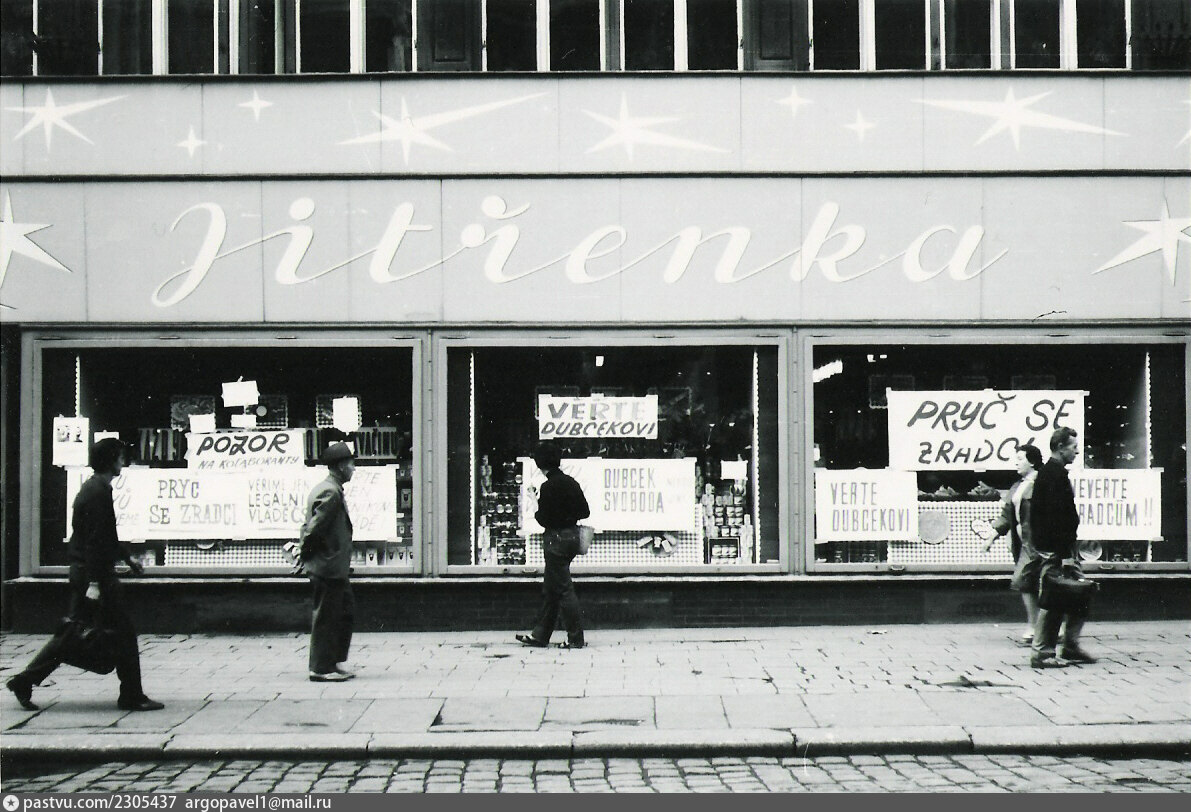 Jitřenka
POZOR
NA KOLABORANTY
PRYČ
SE ZRADCI
VĚŘÍME JEN
LEGÁLNÍ
VLÁDĚ
VĚŘTE
DUBČEKOVI
DUBČEK
SVOBODA
PRYČ SE
ZRADCI
VĚŘTE
DUBČEKOVI
NEVĚŘTE
ZRADCŮM!!
pastvu.com/2305437 argopavel1@mail.ru